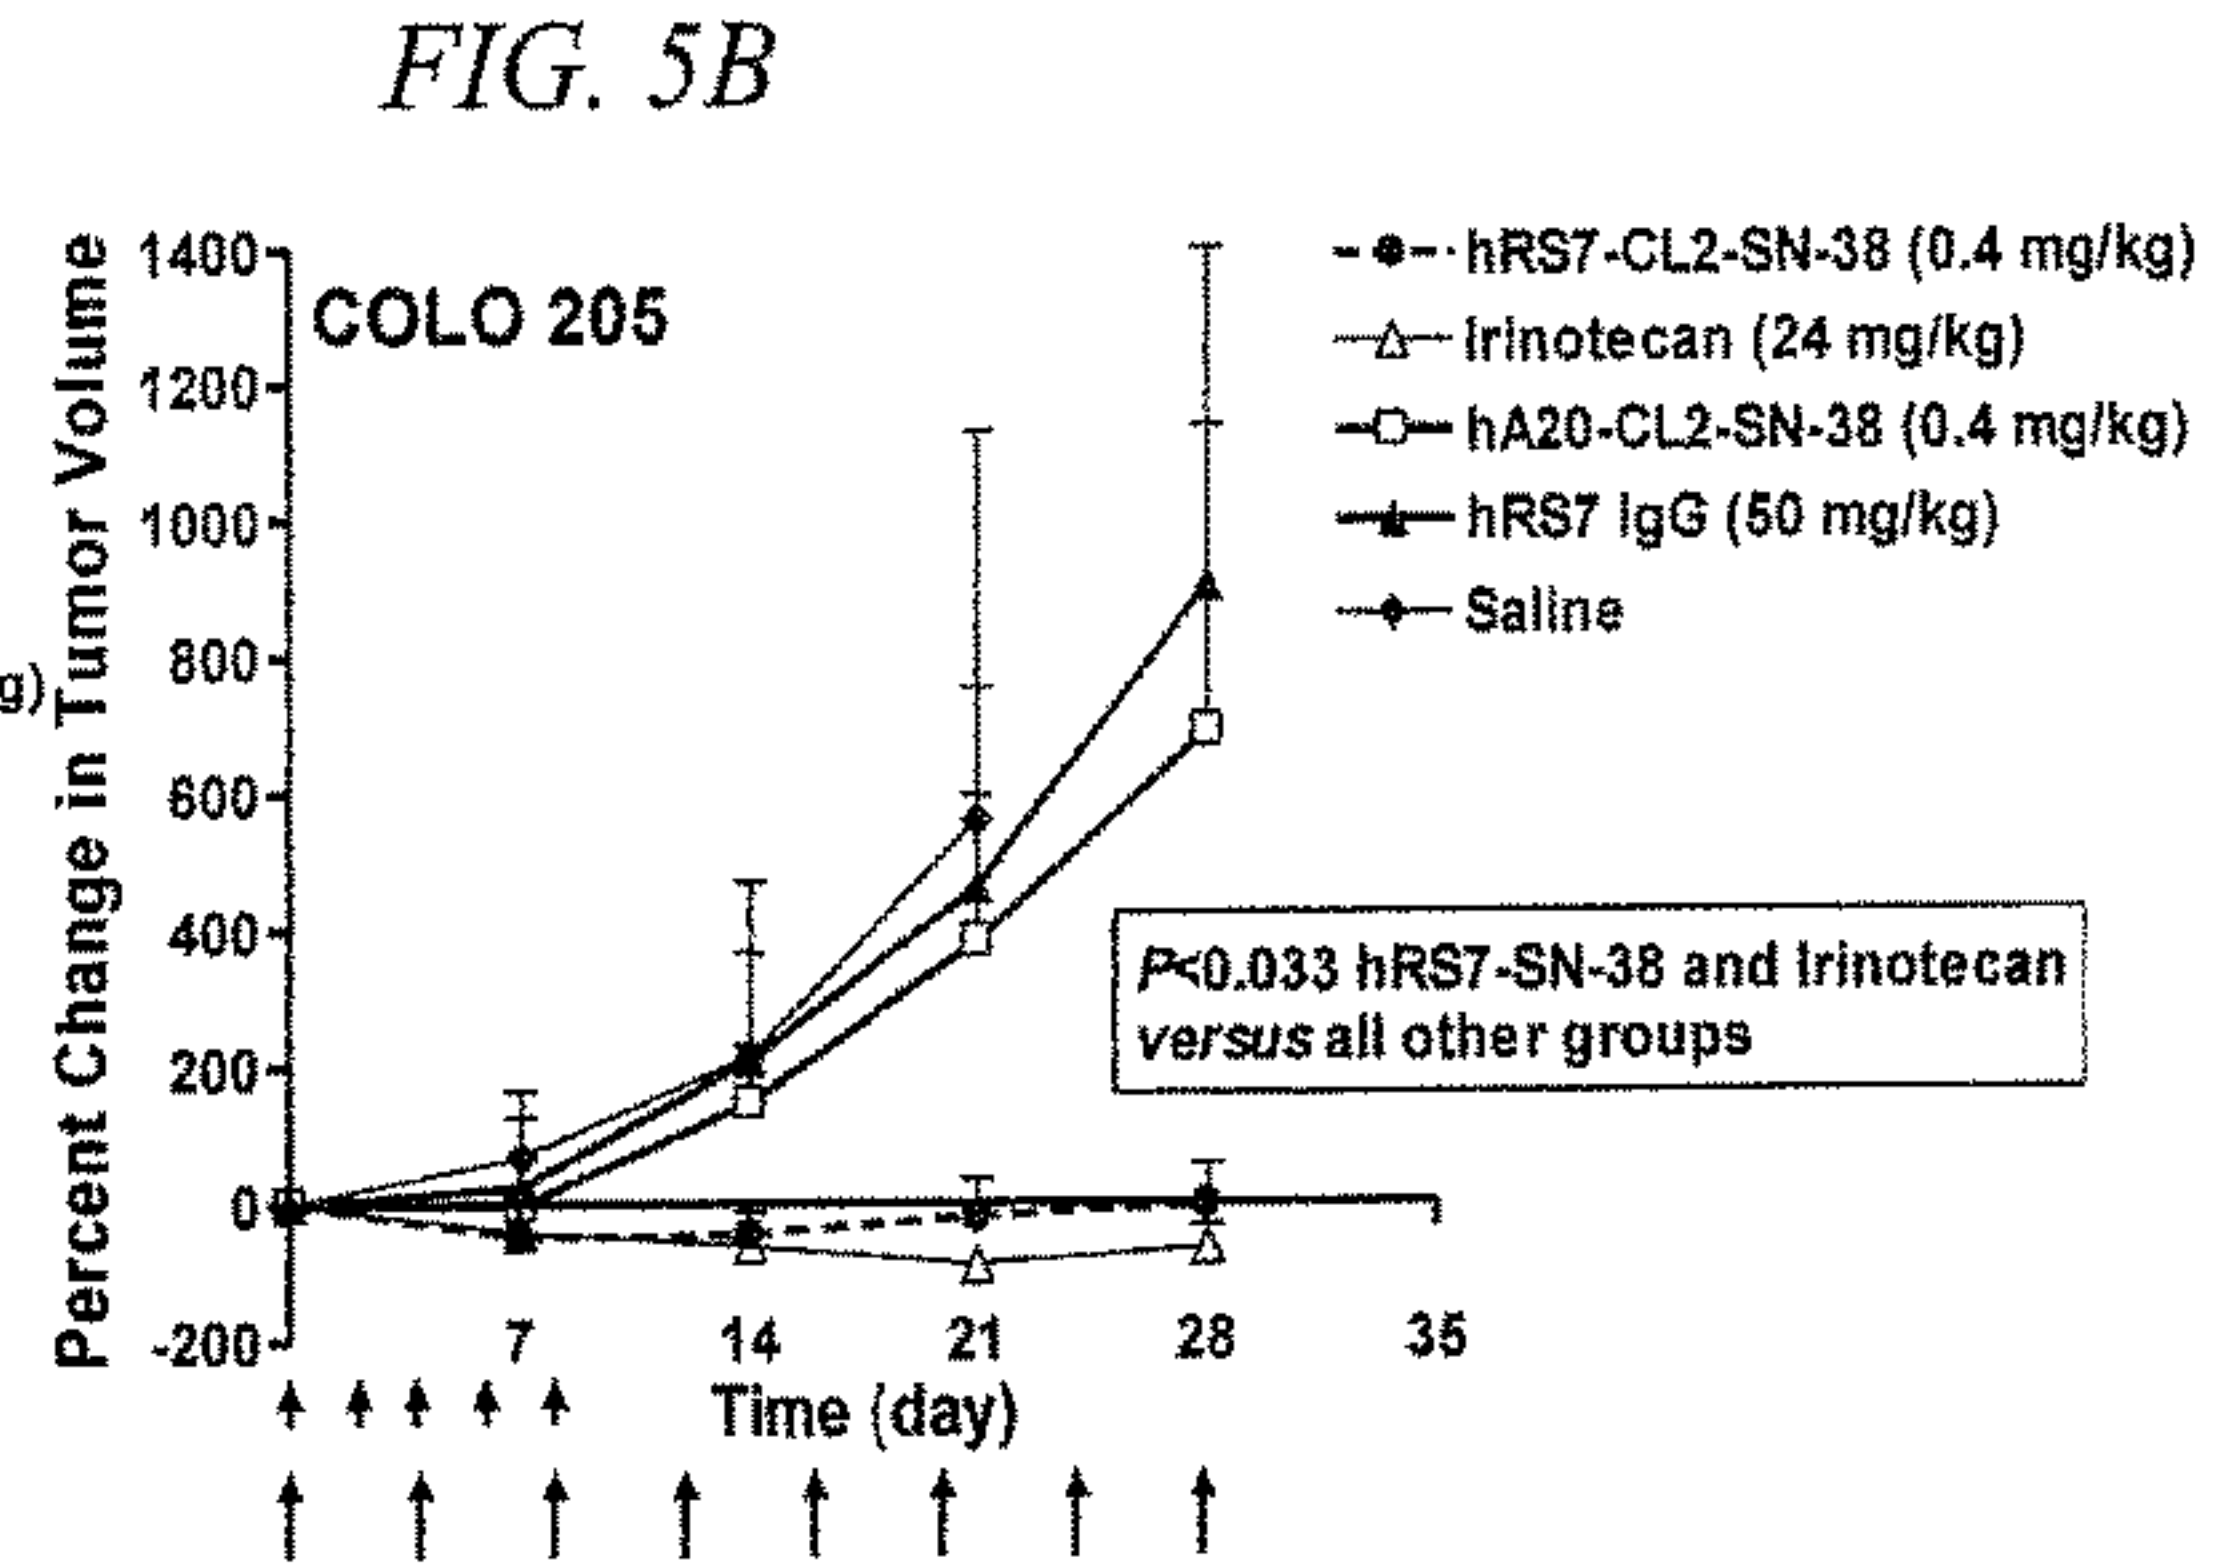 FIG. 5B
Percent Change in Tumor Volume
1400
1200
1000
800
600
400
200
0
-200
COLO 205
g)
hRS7-CL2-SN-38 (0.4 mg/kg)
Irinotecan (24 mg/kg)
hA20-CL2-SN-38 (0.4 mg/kg)
hRS7 IgG (50 mg/kg)
Saline
P<0.033 hRS7-SN-38 and Irinotecan
versus all other groups
7 14 21 28 35
Time (day)